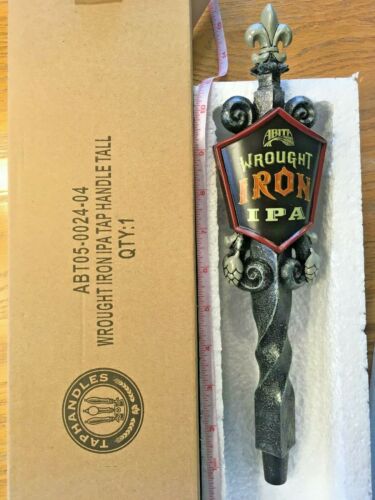 ABT05-0024-04
WROUGHT IRON IPA TAP HANDLE TALL
QTY:1
TAPHANDLES
ABITA
WROUGHT
IRON
IPA